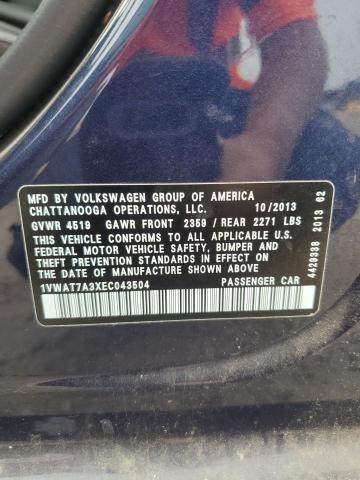 MFD BY VOLKSWAGEN GROUP OF AMERICA
CHATTANOOGA OPERATIONS, LLC. 10/2013
GVWR 4519 GAWR FRONT 2359 / REAR 2271 LBS
THIS VEHICLE CONFORMS TO ALL APPLICABLE U.S.
FEDERAL MOTOR VEHICLE SAFETY, BUMPER AND
THEFT PREVENTION STANDARDS IN EFFECT ON
THE DATE OF MANUFACTURE SHOWN ABOVE.
1VWAT7A3XEC043504 PASSENGER CAR
4429338 2013 62